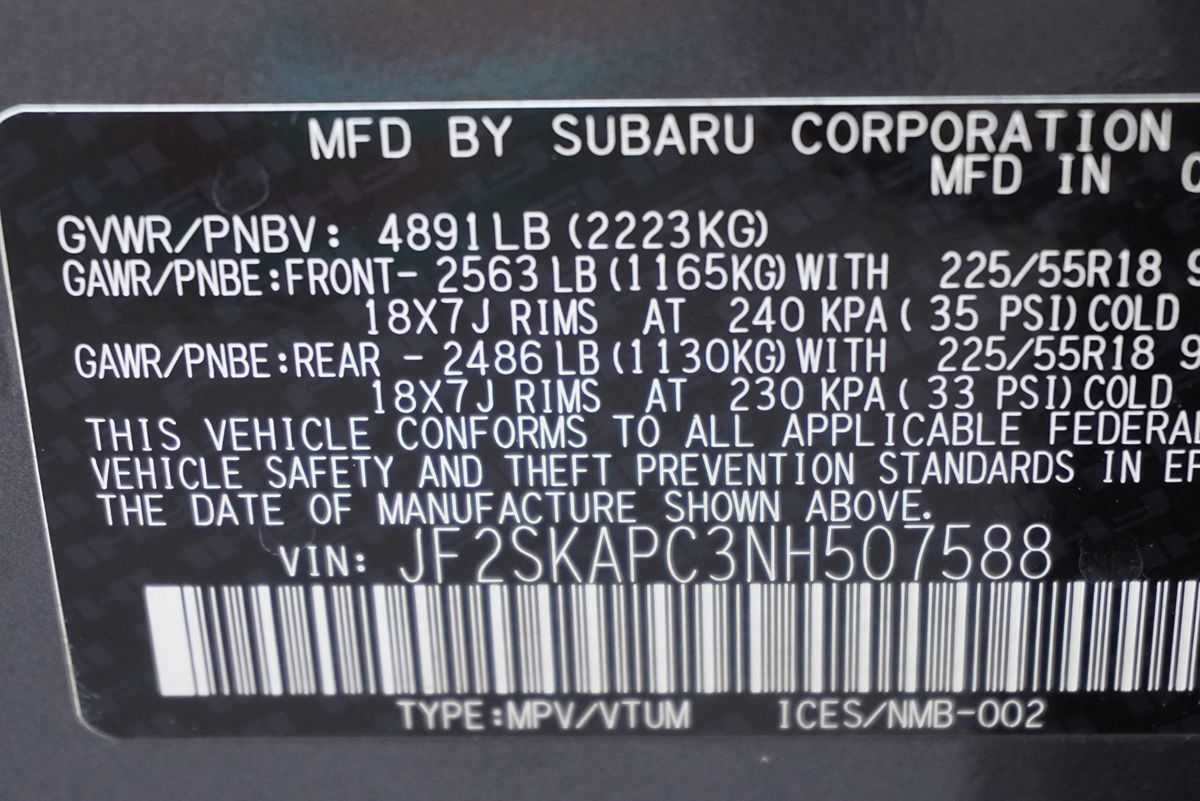 MFD BY SUBARU CORPORATION
MFD IN
GVWR/PNBV: 4891LB (2223KG)
GAWR/PNBE:FRONT- 2563 LB (1165KG) WITH 225/55R18
18X7J RIMS AT 240 KPA ( 35 PSI) COLD
GAWR/PNBE:REAR - 2486 LB (1130KG) WITH 225/55R18
18X7J RIMS AT 230 KPA ( 33 PSI) COLD
THIS VEHICLE CONFORMS TO ALL APPLICABLE FEDERAL
VEHICLE SAFETY AND THEFT PREVENTION STANDARDS IN
THE DATE OF MANUFACTURE SHOWN ABOVE.
VIN: JF2SKAPC3NH507588
TYPE:MPV/VTUM ICES/NMB-002